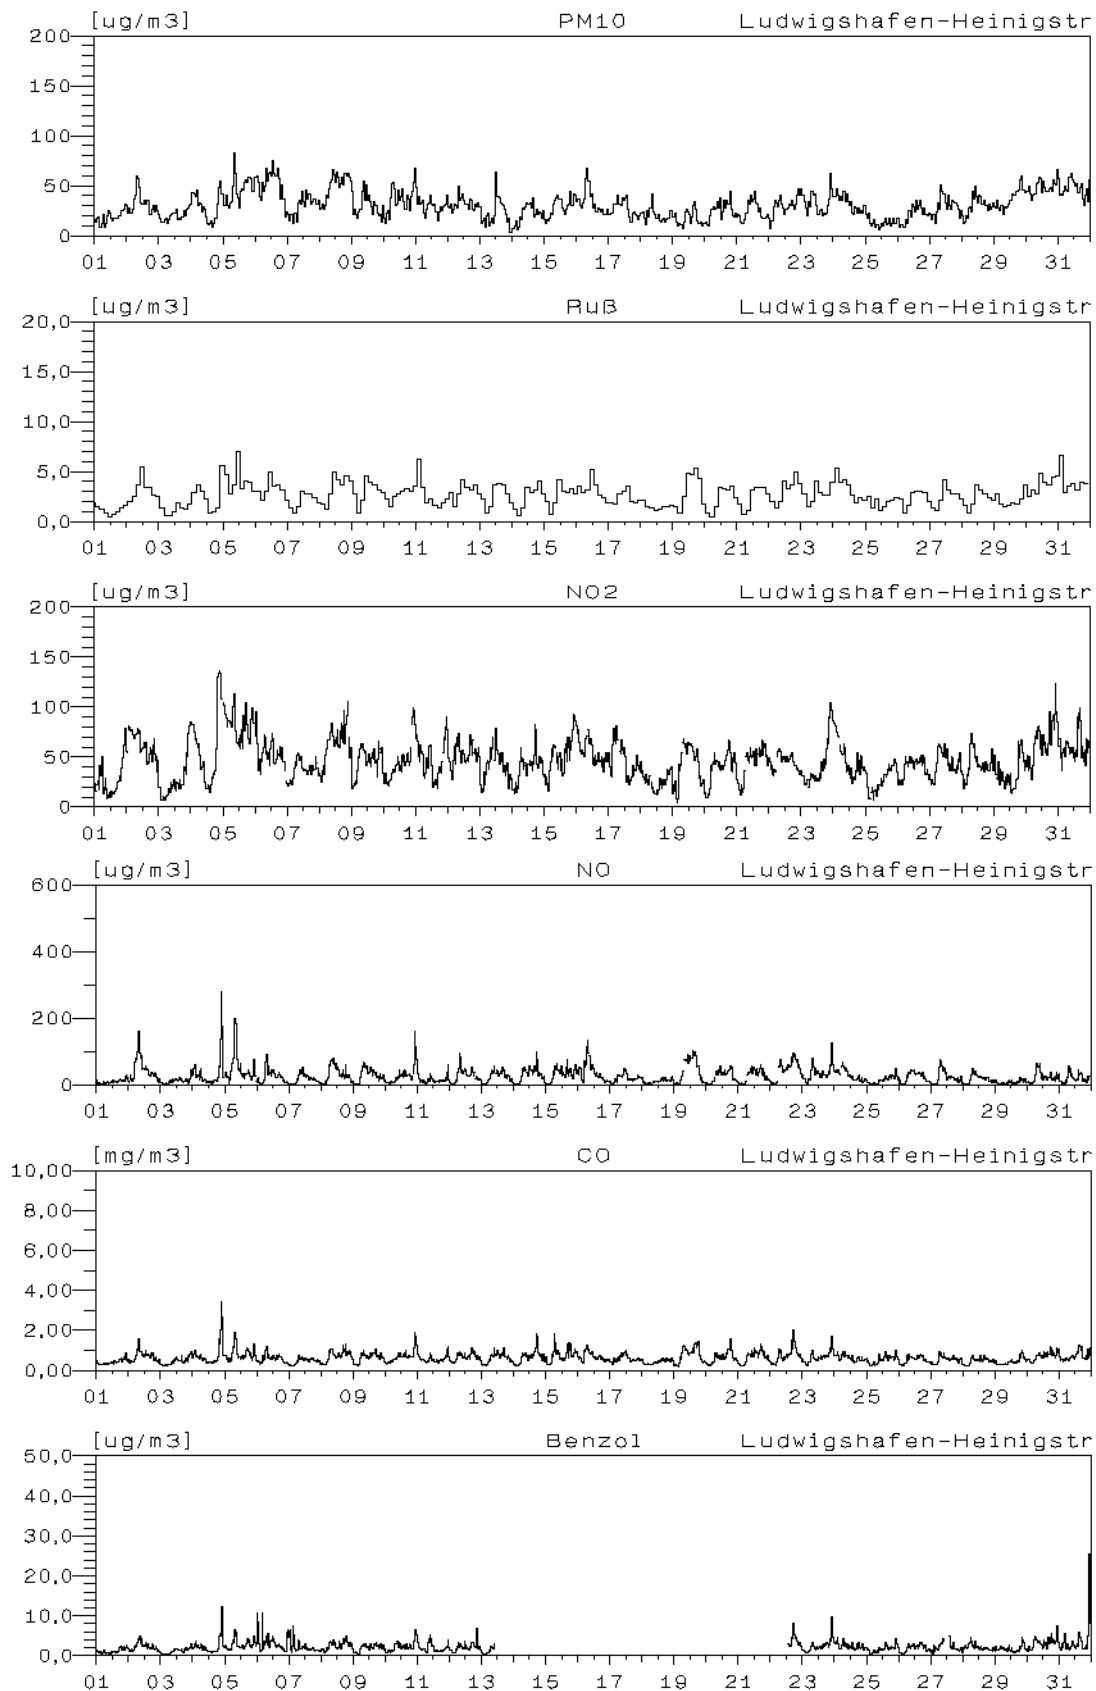 [ug/m3] PM10 Ludwigshafen-Heinigstr
200
150
100
50
0
01 03 05 07 09 11 13 15 17 19 21 23 25 27 29 31
[ug/m3] Ruß Ludwigshafen-Heinigstr
20,0
15,0
10,0
5,0
0,0
01 03 05 07 09 11 13 15 17 19 21 23 25 27 29 31
[ug/m3] NO2 Ludwigshafen-Heinigstr
200
150
100
50
0
01 03 05 07 09 11 13 15 17 19 21 23 25 27 29 31
[ug/m3] NO Ludwigshafen-Heinigstr
600
400
200
0
01 03 05 07 09 11 13 15 17 19 21 23 25 27 29 31
[mg/m3] CO Ludwigshafen-Heinigstr
10,00
8,00
6,00
4,00
2,00
0,00
01 03 05 07 09 11 13 15 17 19 21 23 25 27 29 31
[ug/m3] Benzol Ludwigshafen-Heinigstr
50,0
40,0
30,0
20,0
10,0
0,0
01 03 05 07 09 11 13 15 17 19 21 23 25 27 29 31